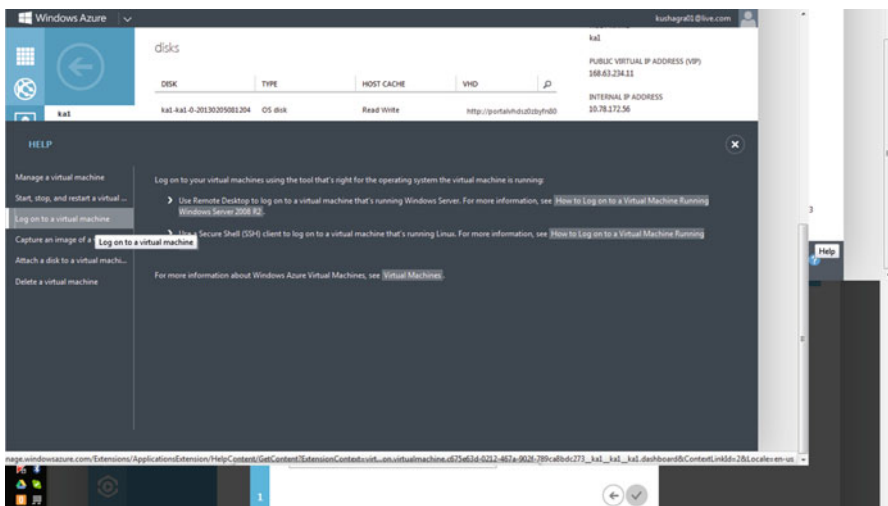 Windows Azure
kushagra01@live.com
disks
ka1
PUBLIC VIRTUAL IP ADDRESS (VIP)
168.63.234.11
DISK TYPE HOST CACHE VHD
INTERNAL IP ADDRESS
10.78.172.56
ka1-ka1-0-20130205081204 OS disk Read Write
ka1
HELP
Manage a virtual machine
Start, stop, and restart a virtual ...
Log on to a virtual machine
Capture an image of a
Log on to a virtual machine
Attach a disk to a virtual machi...
Delete a virtual machine
Log on to your virtual machines using the tool that's right for the operating system the virtual machine is running:
Use Remote Desktop to log on to a virtual machine that's running Windows Server. For more information, see How to Log on to a Virtual Machine Running
Windows Server 2008 R2.
a Secure Shell (SSH) client to log on to a virtual machine that's running Linux. For more information, see How to Log on to a Virtual Machine Running
For more information about Windows Azure Virtual Machines, see Virtual Machines.
3
Help
1